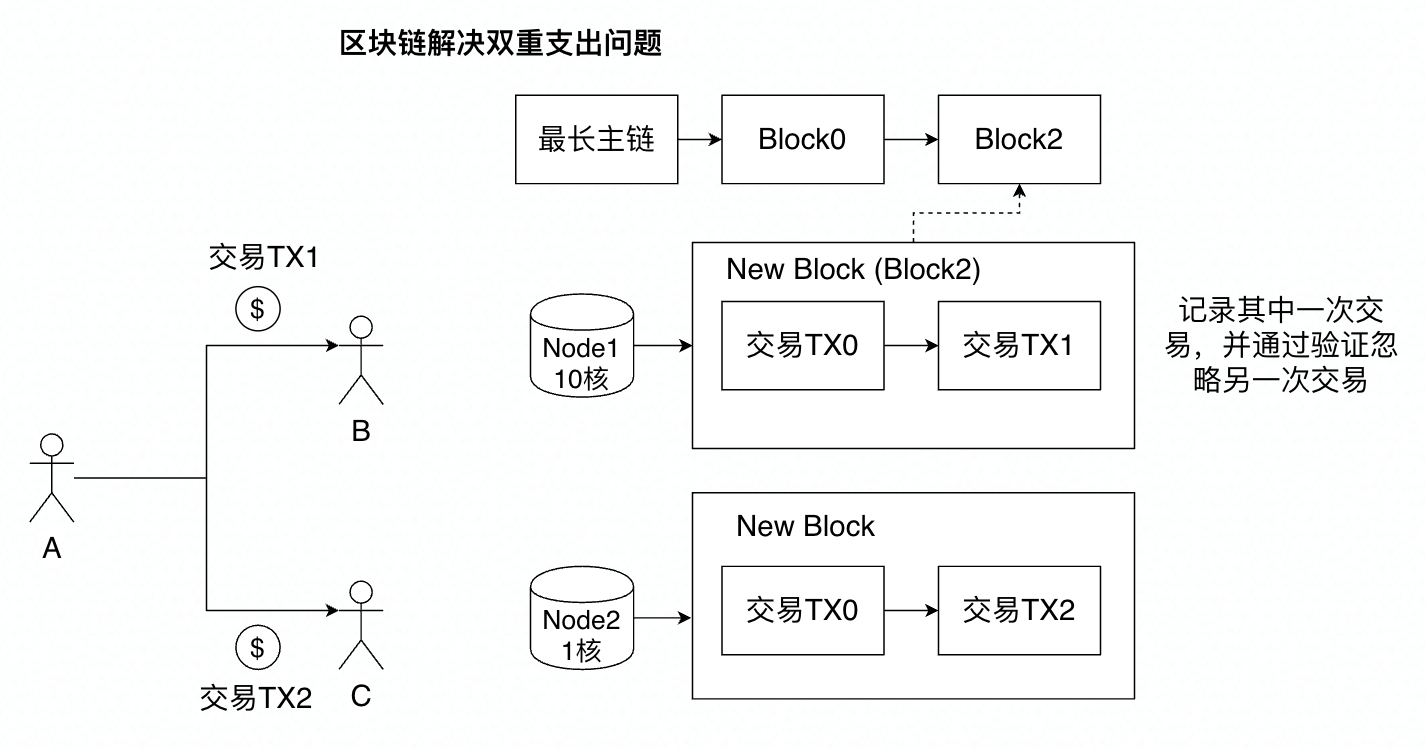 区块链解决双重支出问题
最长主链
Block0
Block2
交易TX1
$
B
A
$
交易TX2
C
Node1
10核
New Block (Block2)
交易TX0
交易TX1
记录其中一次交
易，并通过验证忽
略另一次交易
Node2
1核
New Block
交易TX0
交易TX2